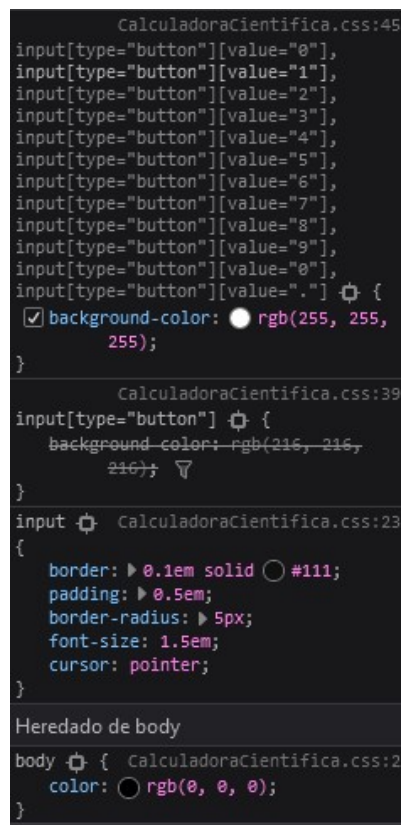 CalculadoraCientifica.css:45
input[type="button"][value="0"],
input[type="button"][value="1"],
input[type="button"][value="2"],
input[type="button"][value="3"],
input[type="button"][value="4"],
input[type="button"][value="5"],
input[type="button"][value="6"],
input[type="button"][value="7"],
input[type="button"][value="8"],
input[type="button"][value="9"],
input[type="button"][value="0"],
input[type="button"][value="."] {
background-color: rgb(255, 255,
255);
}
CalculadoraCientifica.css:39
input[type="button"] {
background-color: rgb(216, 216,
216);
}
input CalculadoraCientifica.css:23
{
border: 0.1em solid #111;
padding: 0.5em;
border-radius: 5px;
font-size: 1.5em;
cursor: pointer;
}
Heredado de body
body { CalculadoraCientifica.css:2
color: rgb(0, 0, 0);
}